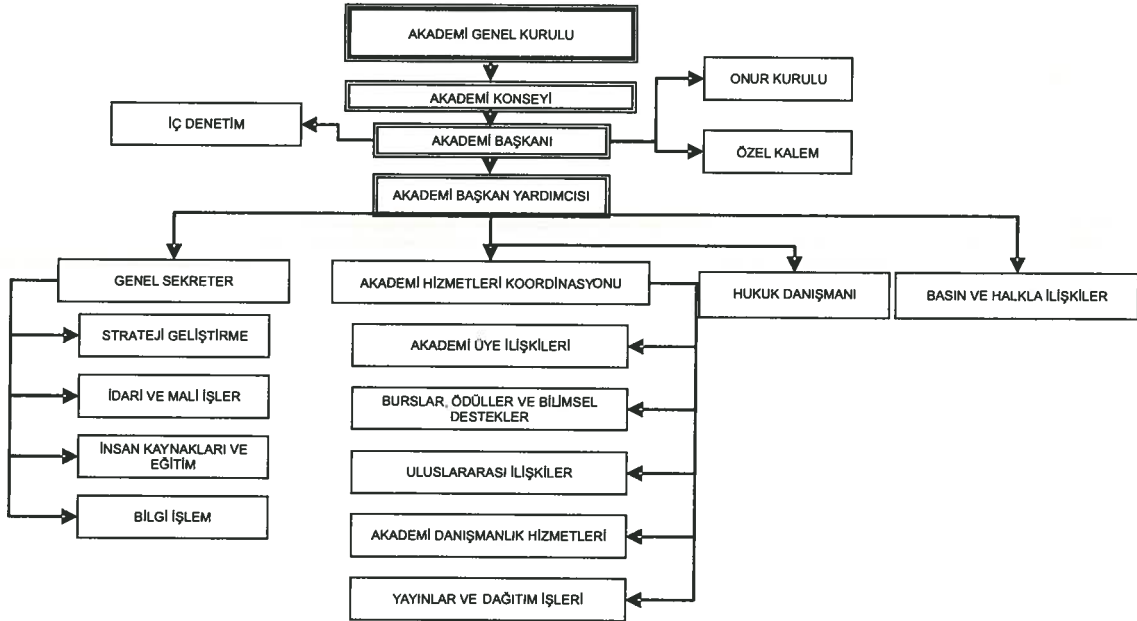 AKADEMİ GENEL KURULU
ONUR KURULU
AKADEMİ KONSEYİ
İÇ DENETİM
AKADEMİ BAŞKANI
ÖZEL KALEM
AKADEMİ BAŞKAN YARDIMCISI
GENEL SEKRETER
AKADEMİ HİZMETLERİ KOORDİNASYONU
HUKUK DANIŞMANI
BASIN VE HALKLA İLİŞKİLER
STRATEJİ GELİŞTİRME
İDARİ VE MALİ İŞLER
İNSAN KAYNAKLARI VE
EĞİTİM
BİLGİ İŞLEM
AKADEMİ ÜYE İLİŞKİLERİ
BURSLAR, ÖDÜLLER VE BİLİMSEL
DESTEKLER
ULUSLARARASI İLİŞKİLER
AKADEMİ DANIŞMANLIK HİZMETLERİ
YAYINLAR VE DAĞITIM İŞLERİ